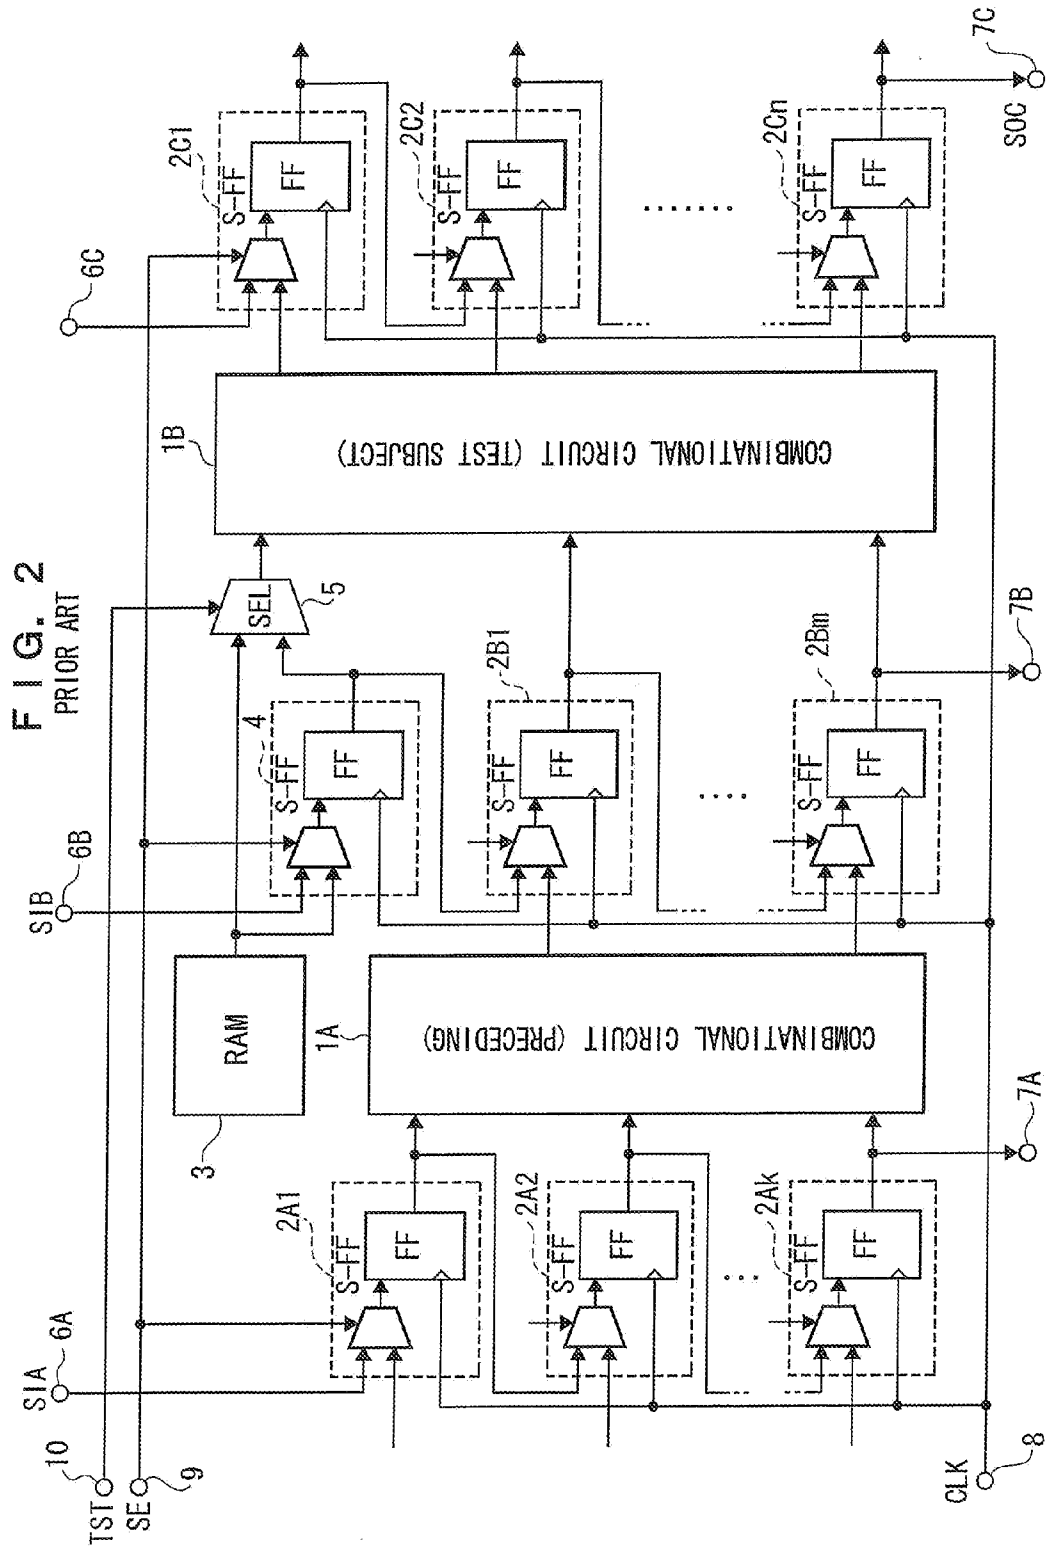 FIG. 2
PRIOR ART
TST
10
SE
9
SIA
6A
SIB
6B
6C
3
RAM
4
S-FF
FF
SEL
5
2C1
S-FF
FF
2A1
S-FF
FF
1A
COMBINATIONAL CIRCUIT (PRECEDING)
2B1
S-FF
FF
1B
COMBINATIONAL CIRCUIT (TEST SUBJECT)
2C2
S-FF
FF
2A2
S-FF
FF
2Ak
S-FF
FF
2Bm
S-FF
FF
2Cn
S-FF
FF
CLK
8
7A
7B
SOC
7C